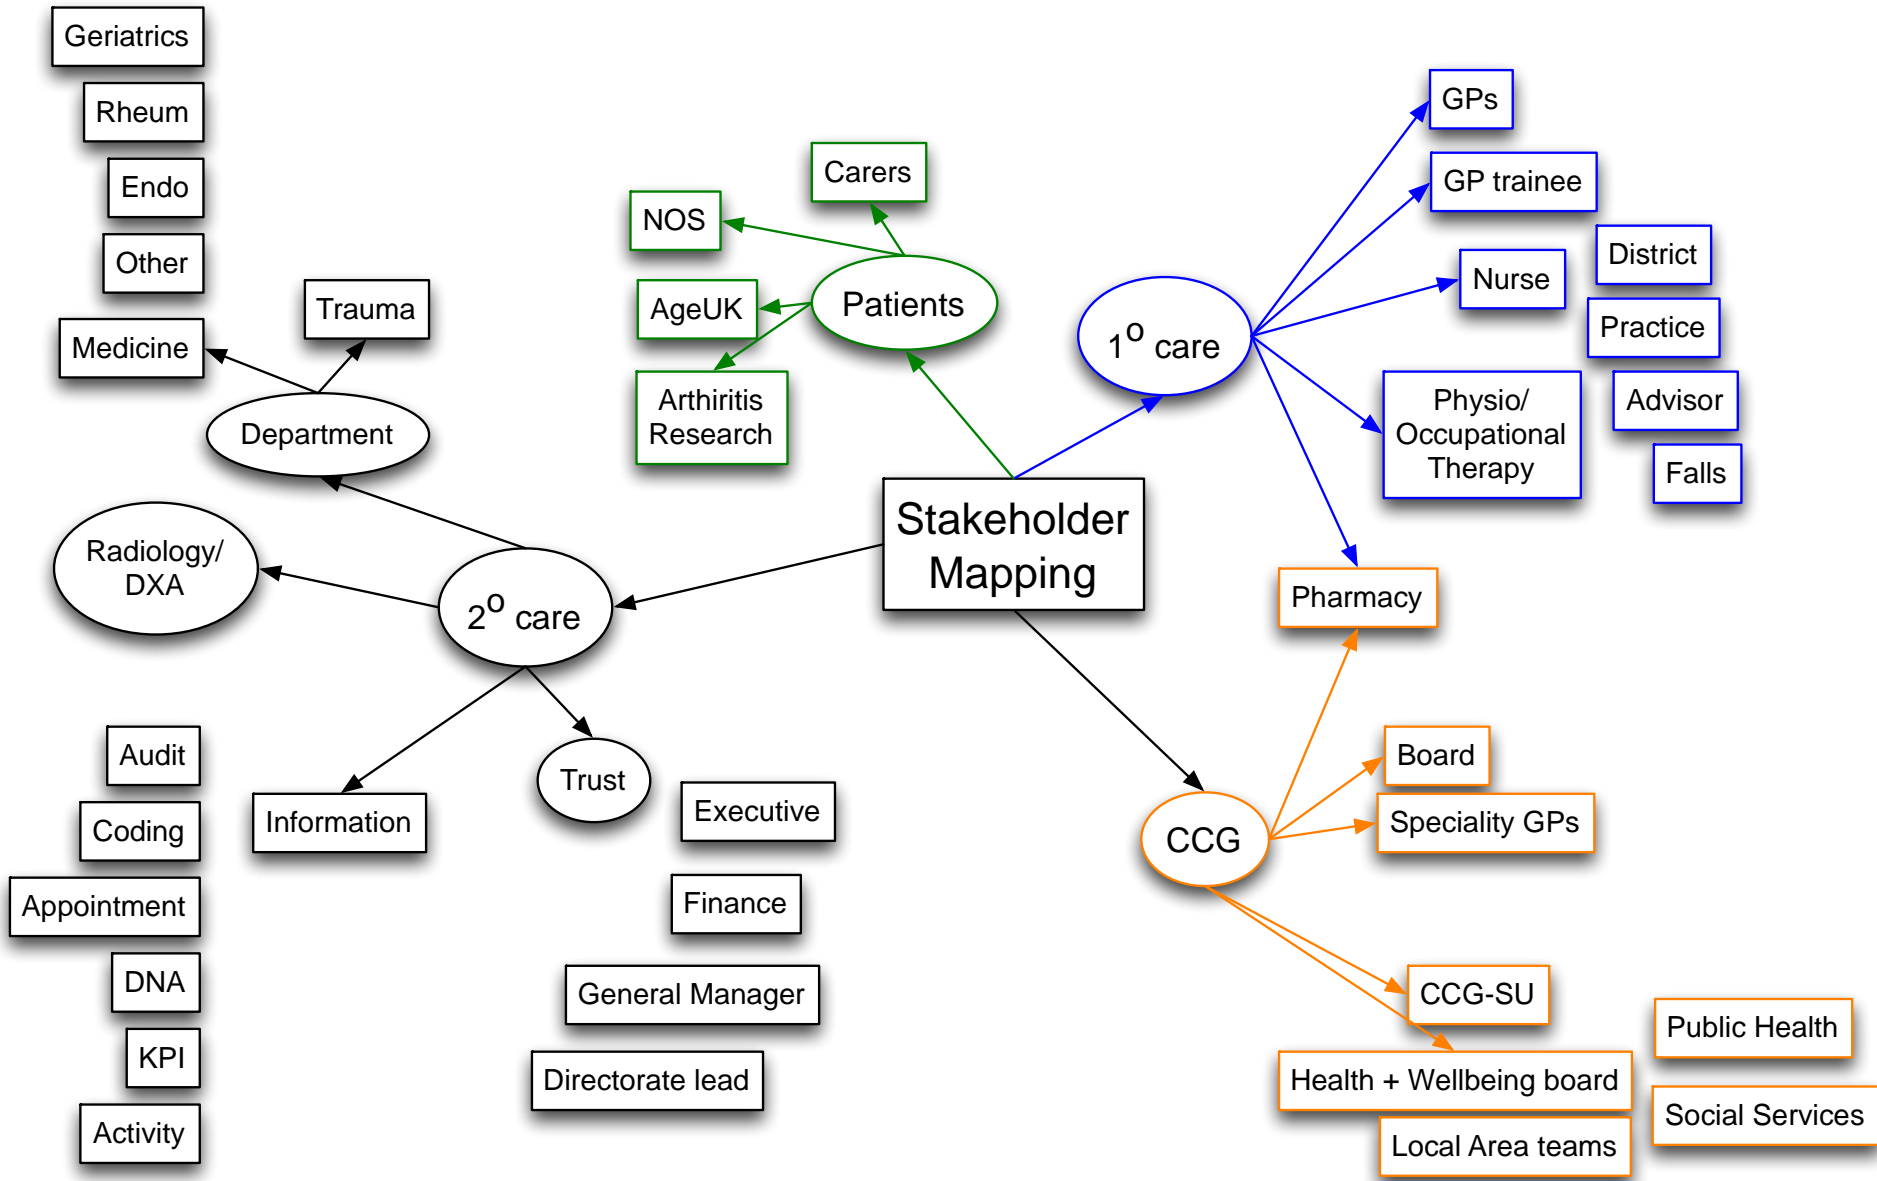 Geriatrics
Rheum
Endo
Other
Medicine
Trauma
Department
Radiology/
DXA
2º care
Audit
Coding
Appointment
DNA
KPI
Activity
Information
Trust
Executive
Finance
General Manager
Directorate lead
Carers
NOS
AgeUK
Arthiritis
Research
Patients
Stakeholder
Mapping
1º care
GPs
GP trainee
Nurse
District
Practice
Advisor
Falls
Physio/
Occupational
Therapy
Pharmacy
Board
Speciality GPs
CCG
CCG-SU
Health + Wellbeing board
Local Area teams
Public Health
Social Services